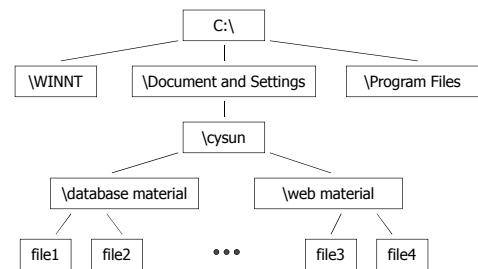 C:\
\WINNT
\Document and Settings
\Program Files
\cysun
\database material
\web material
file1
file2
•••
file3
file4